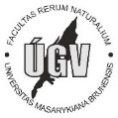 FACULTAS RERUM NATURALIUM
ÚGV
UNIVERSITAS MASARYKIANA BRUNENSIS